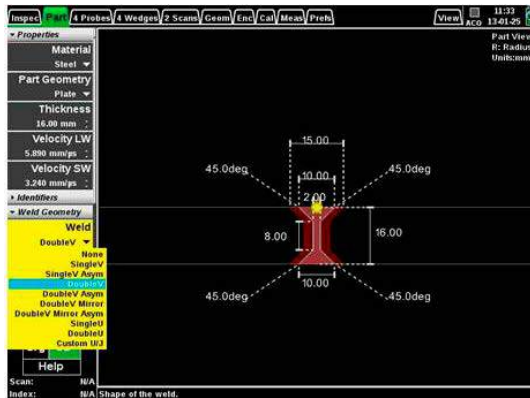 Inspec Part 4 Probes 4 Wedges 2 Scans Geom Enc Cal Meas Prefs View ACQ 11:33
13-01-25
Properties
Material
Steel
Part Geometry
Plate
Thickness
16.00 mm
Velocity LW
5.890 mm/µs
Velocity SW
3.240 mm/µs
Identifiers
Weld Geometry
Weld
DoubleV
None
SingleV
SingleV Asym
DoubleV
DoubleV Asym
DoubleV Mirror
DoubleV Mirror Asym
SingleU
DoubleU
Custom U/J
Help
Scan: N/A
Index: N/A
Part View
R: Radius
Units:mm
15.00
45.0deg
10.00
45.0deg
2.00
8.00
16.00
45.0deg
10.00
45.0deg
Shape of the weld.